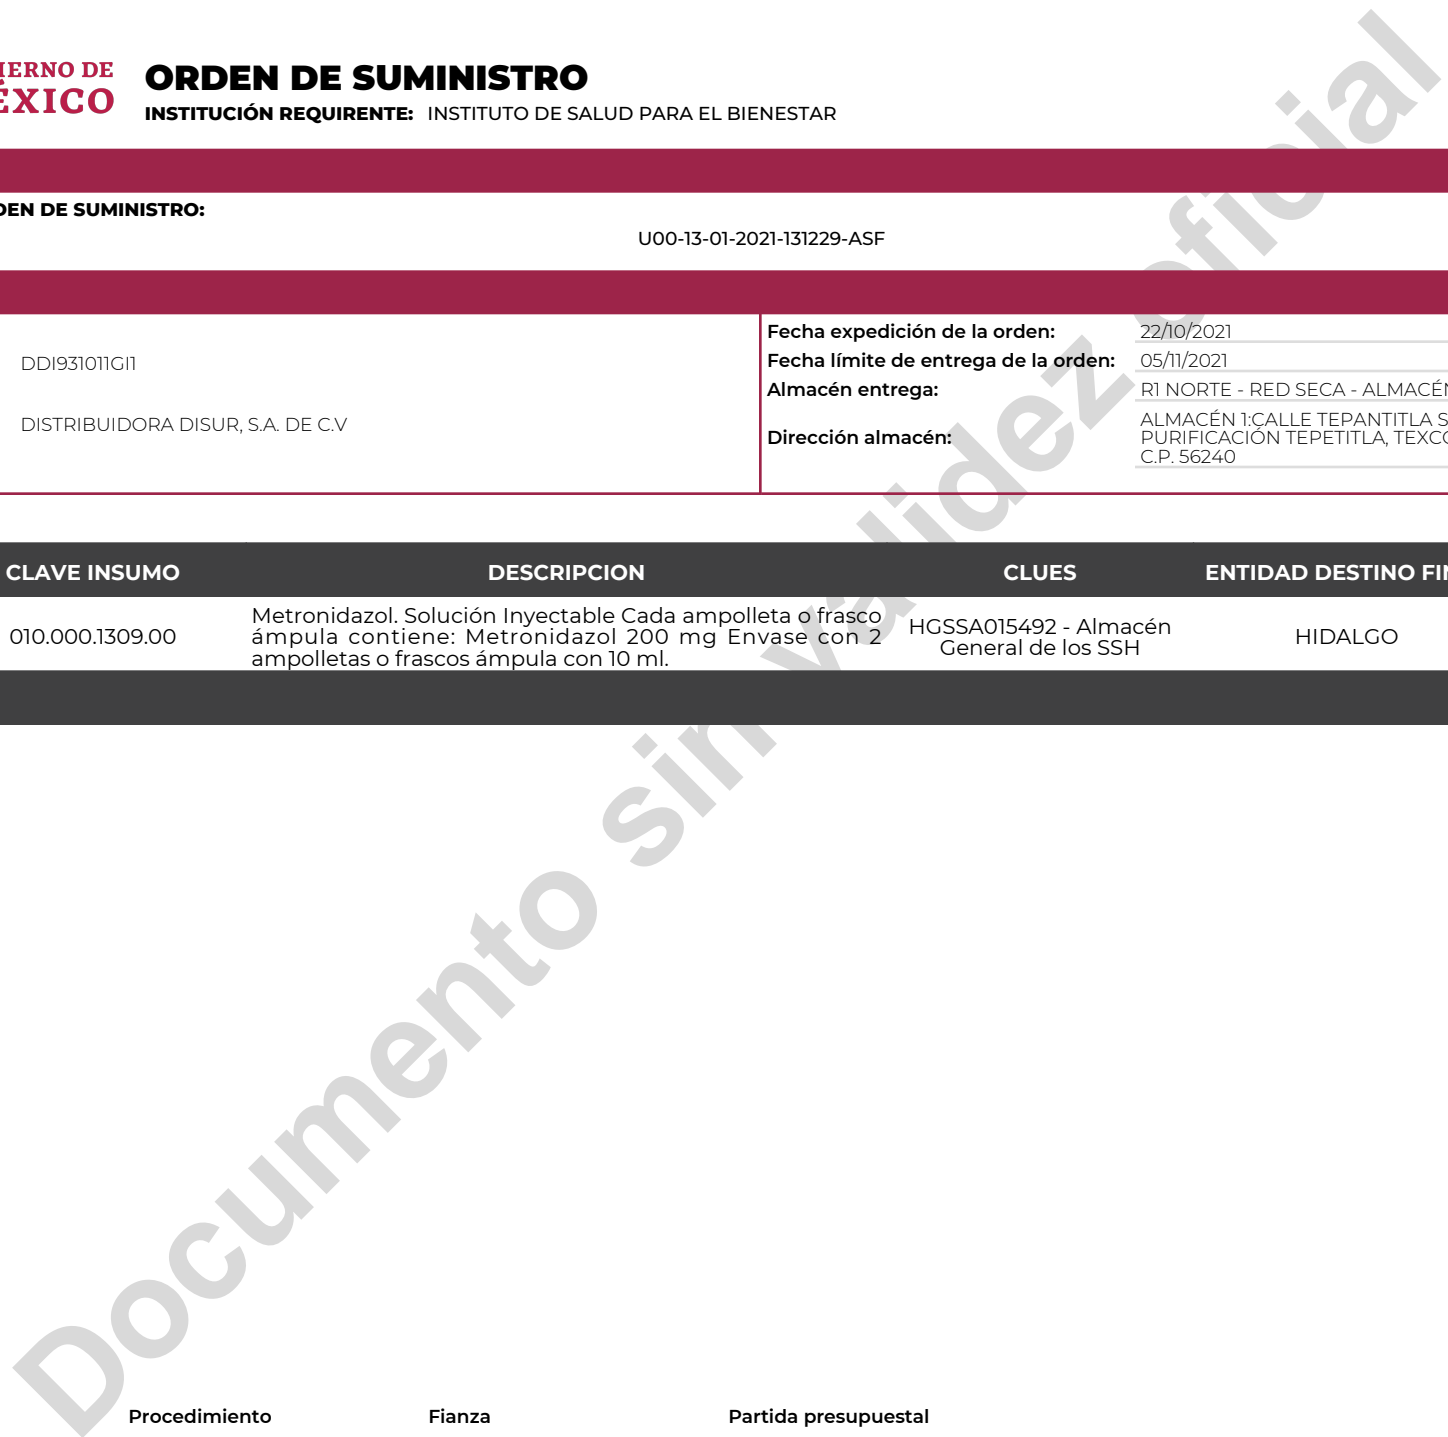 IERNO DE
ÉXICO
ORDEN DE SUMINISTRO
INSTITUCIÓN REQUIRENTE: INSTITUTO DE SALUD PARA EL BIENESTAR
DEN DE SUMINISTRO:
U00-13-01-2021-131229-ASF
DDI931011GI1
DISTRIBUIDORA DISUR, S.A. DE C.V
Fecha expedición de la orden: 22/10/2021
Fecha límite de entrega de la orden: 05/11/2021
Almacén entrega: R1 NORTE - RED SECA - ALMACÉN
Dirección almacén: ALMACÉN 1:CALLE TEPANTITLA S
PURIFICACIÓN TEPETITLA, TEXCO
C.P. 56240
CLAVE INSUMO DESCRIPCION CLUES ENTIDAD DESTINO FIN
010.000.1309.00
Metronidazol. Solución Inyectable Cada ampolleta o frasco
ámpula contiene: Metronidazol 200 mg Envase con 2
ampolletas o frascos ámpula con 10 ml.
HGSSA015492 - Almacén
General de los SSH
HIDALGO
Documento sin validez oficial
Procedimiento Fianza Partida presupuestal